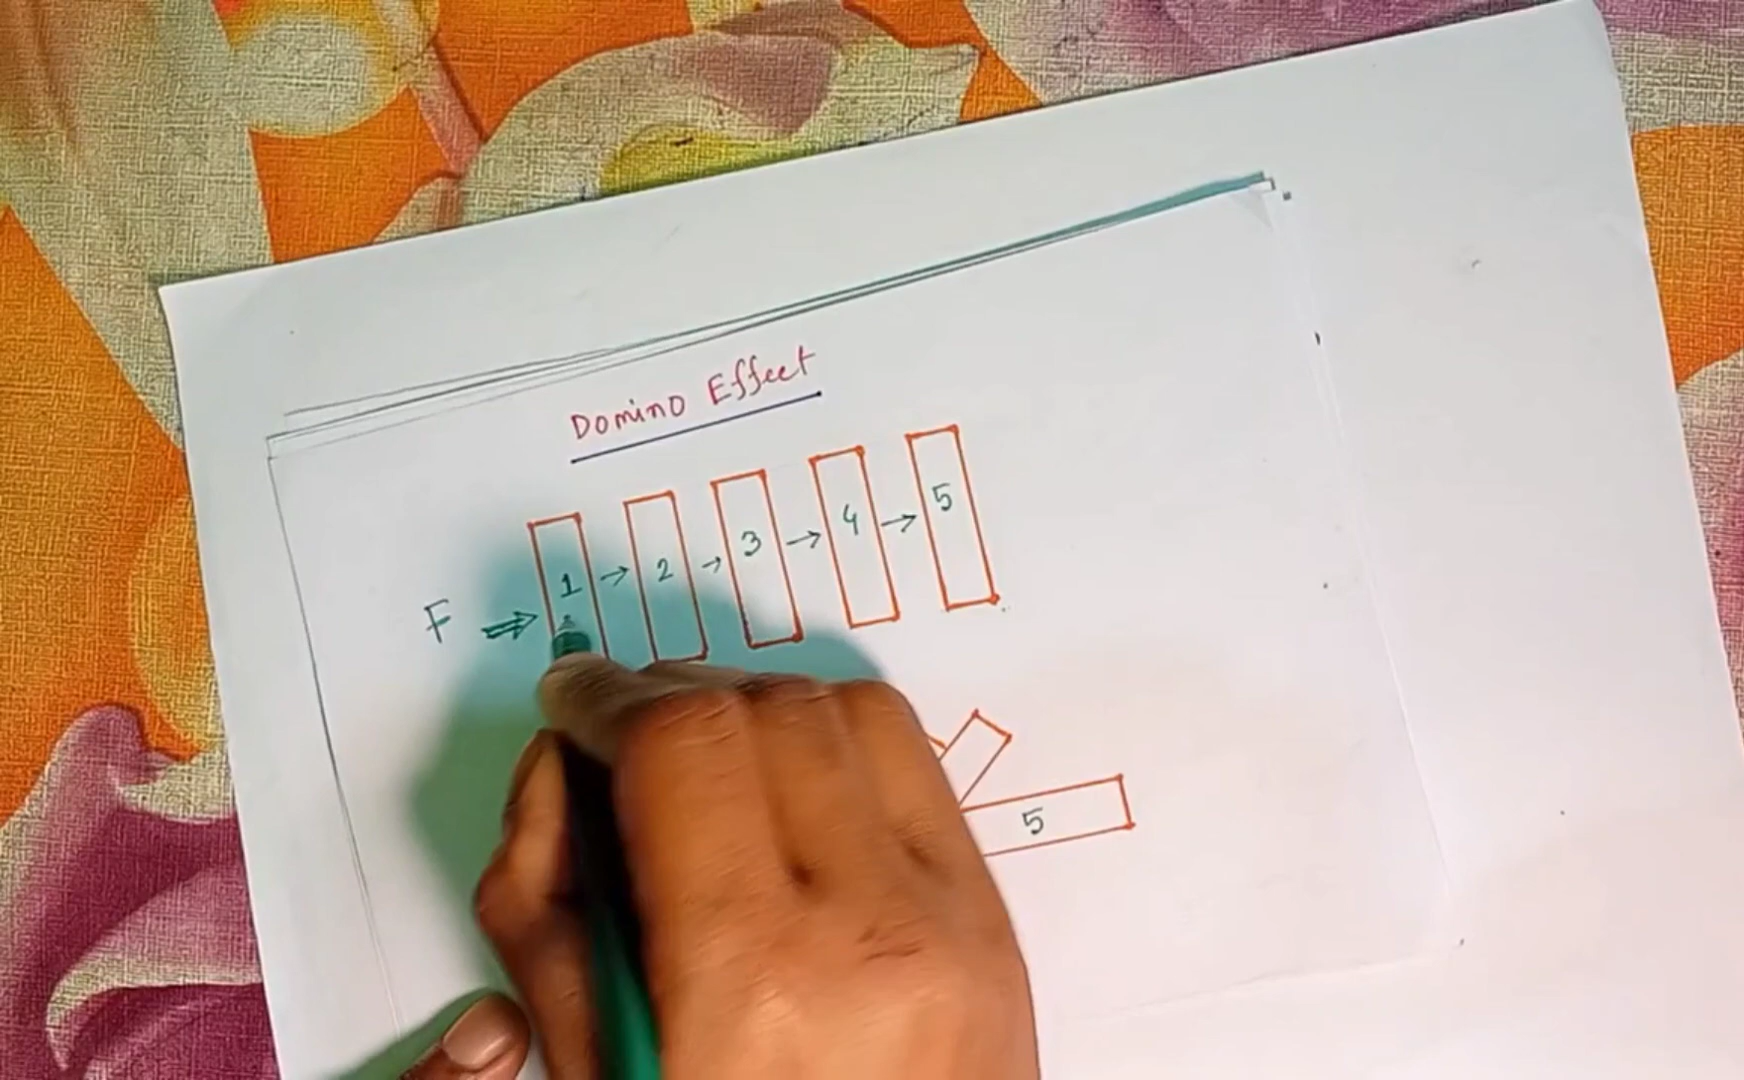 Domino Effect
F ⇒ 1 → 2 → 3 → 4 → 5
5